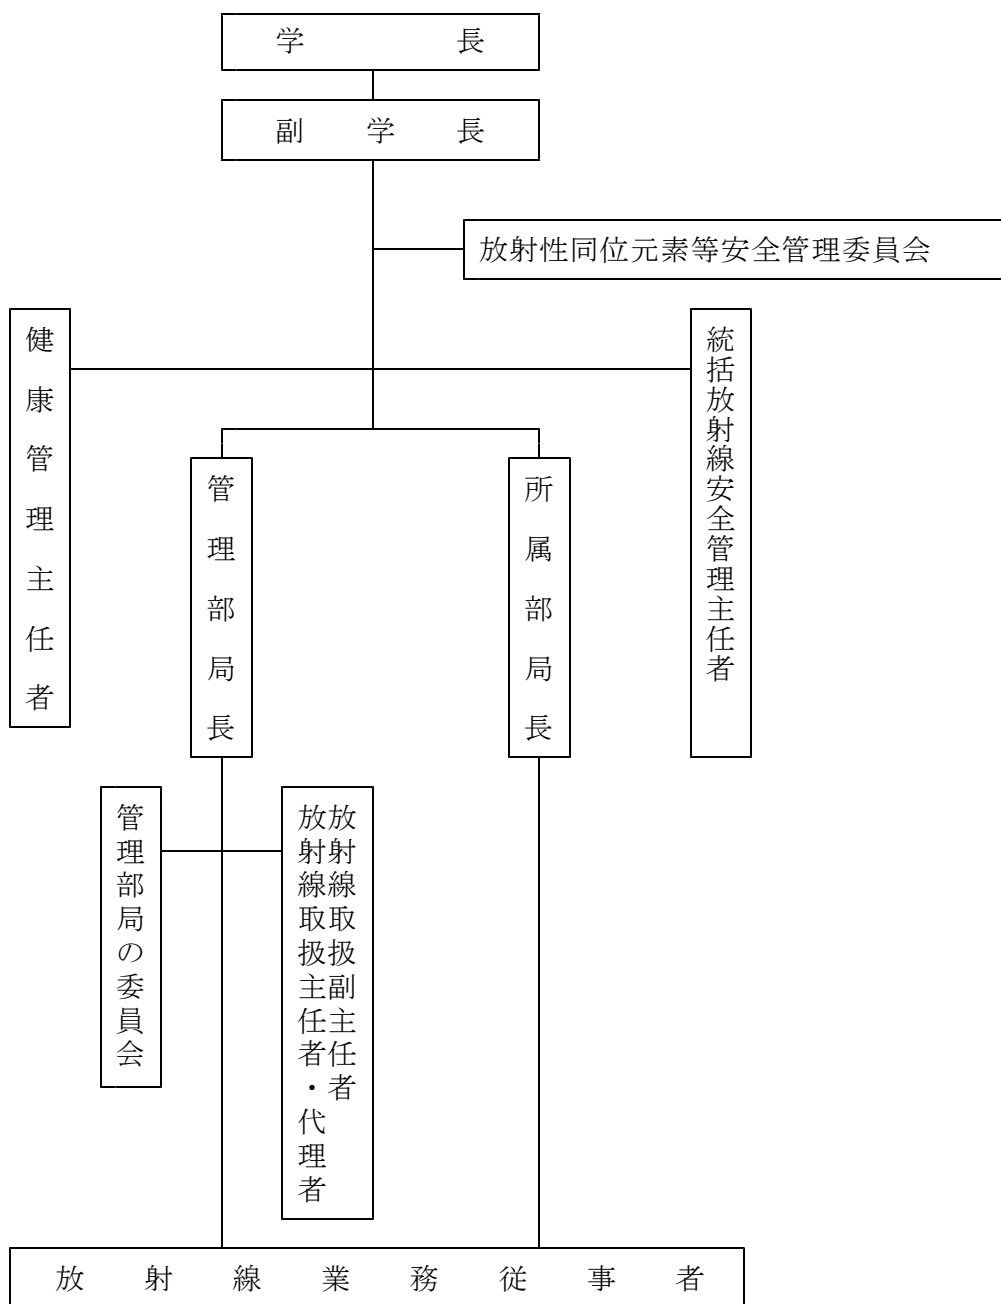 学長
副学長
放射性同位元素等安全管理委員会
健康管理主任者
統括放射線安全管理主任者
管理部局長
所属部局長
管理部局の委員会
放射線取扱副主任者
放射線取扱主任者・代理者
放射線業務従事者